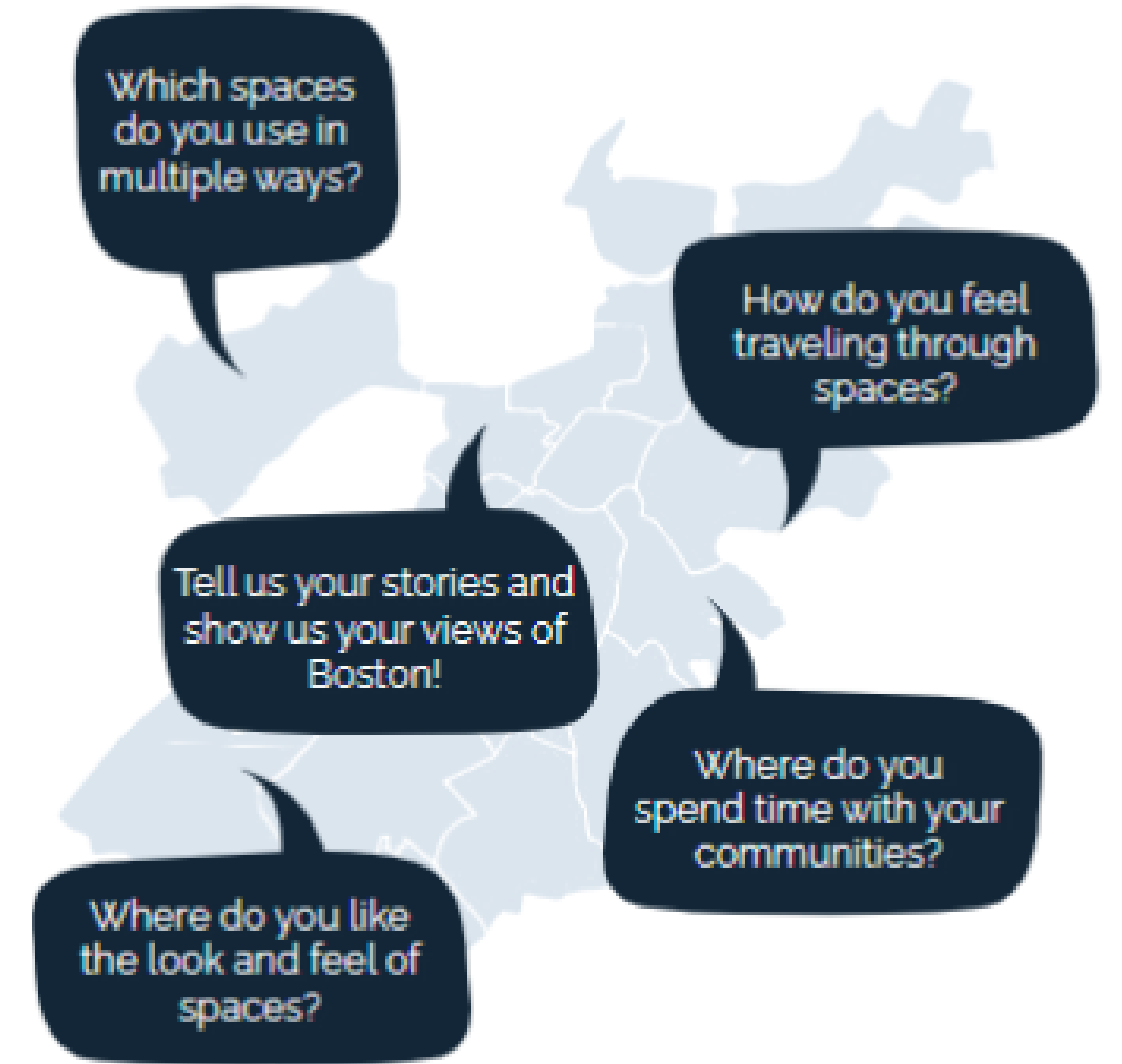 Which spaces
do you use in
multiple ways?
How do you feel
traveling through
spaces?
Tell us your stories and
show us your views of
Boston!
Where do you
spend time with your
communities?
Where do you like
the look and feel of
spaces?